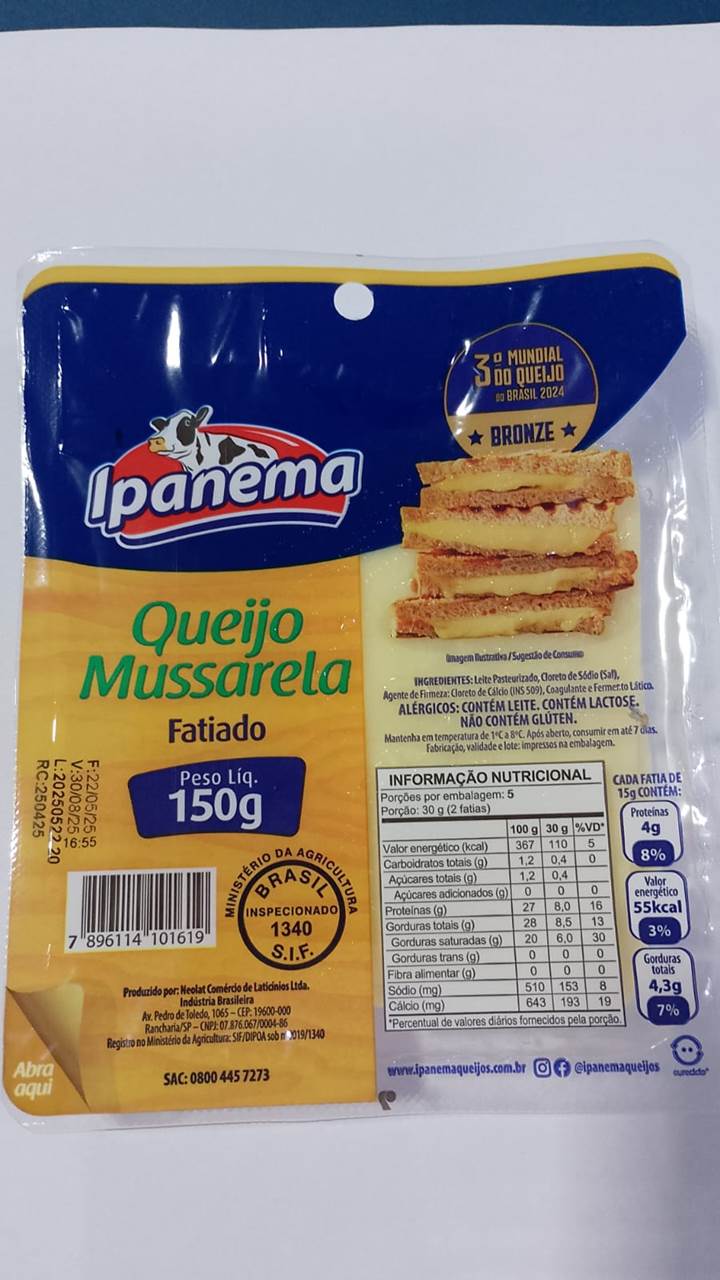 3º MUNDIAL
DO QUEIJO
DO BRASIL 2024
BRONZE
Ipanema
Queijo
Mussarela
Fatiado
Peso Líq.
150g
F:22/05/25
V:30/08/25 16:55
L:20250522 20
RC:250425
7 896114 101619
MINISTÉRIO DA AGRICULTURA
BRASIL
INSPECIONADO
1340
S.I.F.
Produzido por: Neolat Comércio de Laticínios Ltda.
Indústria Brasileira
Av. Pedro de Toledo, 1065 – CEP: 19600-000
Rancharia/SP – CNPJ: 07.876.067/0004-86
Registro no Ministério da Agricultura: SIF/DIPOA sob 019/1340
SAC: 0800 445 7273
Abra
aqui
Imagem Ilustrativa / Sugestão de Consumo
INGREDIENTES: Leite Pasteurizado, Cloreto de Sódio (Sal),
Agente de Firmeza: Cloreto de Cálcio (INS 509), Coagulante e Fermento Lático.
ALÉRGICOS: CONTÉM LEITE. CONTÉM LACTOSE.
NÃO CONTÉM GLÚTEN.
Mantenha em temperatura de 1ºC a 8ºC. Após aberto, consumir em até 7 dias.
Fabricação, validade e lote: impressos na embalagem.
INFORMAÇÃO NUTRICIONAL
Porções por embalagem: 5
Porção: 30 g (2 fatias)
100 g 30 g %VD*
Valor energético (kcal) 367 110 5
Carboidratos totais (g) 1,2 0,4 0
Açúcares totais (g) 1,2 0,4
Açúcares adicionados (g) 0 0 0
Proteínas (g) 27 8,0 16
Gorduras totais (g) 28 8,5 13
Gorduras saturadas (g) 20 6,0 30
Gorduras trans (g) 0 0 0
Fibra alimentar (g) 0 0 0
Sódio (mg) 510 153 8
Cálcio (mg) 643 193 19
*Percentual de valores diários fornecidos pela porção.
CADA FATIA DE
15g CONTÉM:
Proteínas
4g
8%
Valor
energético
55kcal
3%
Gorduras
totais
4,3g
7%
www.ipanemaqueijos.com.br @ipanemaqueijos
eureciclo